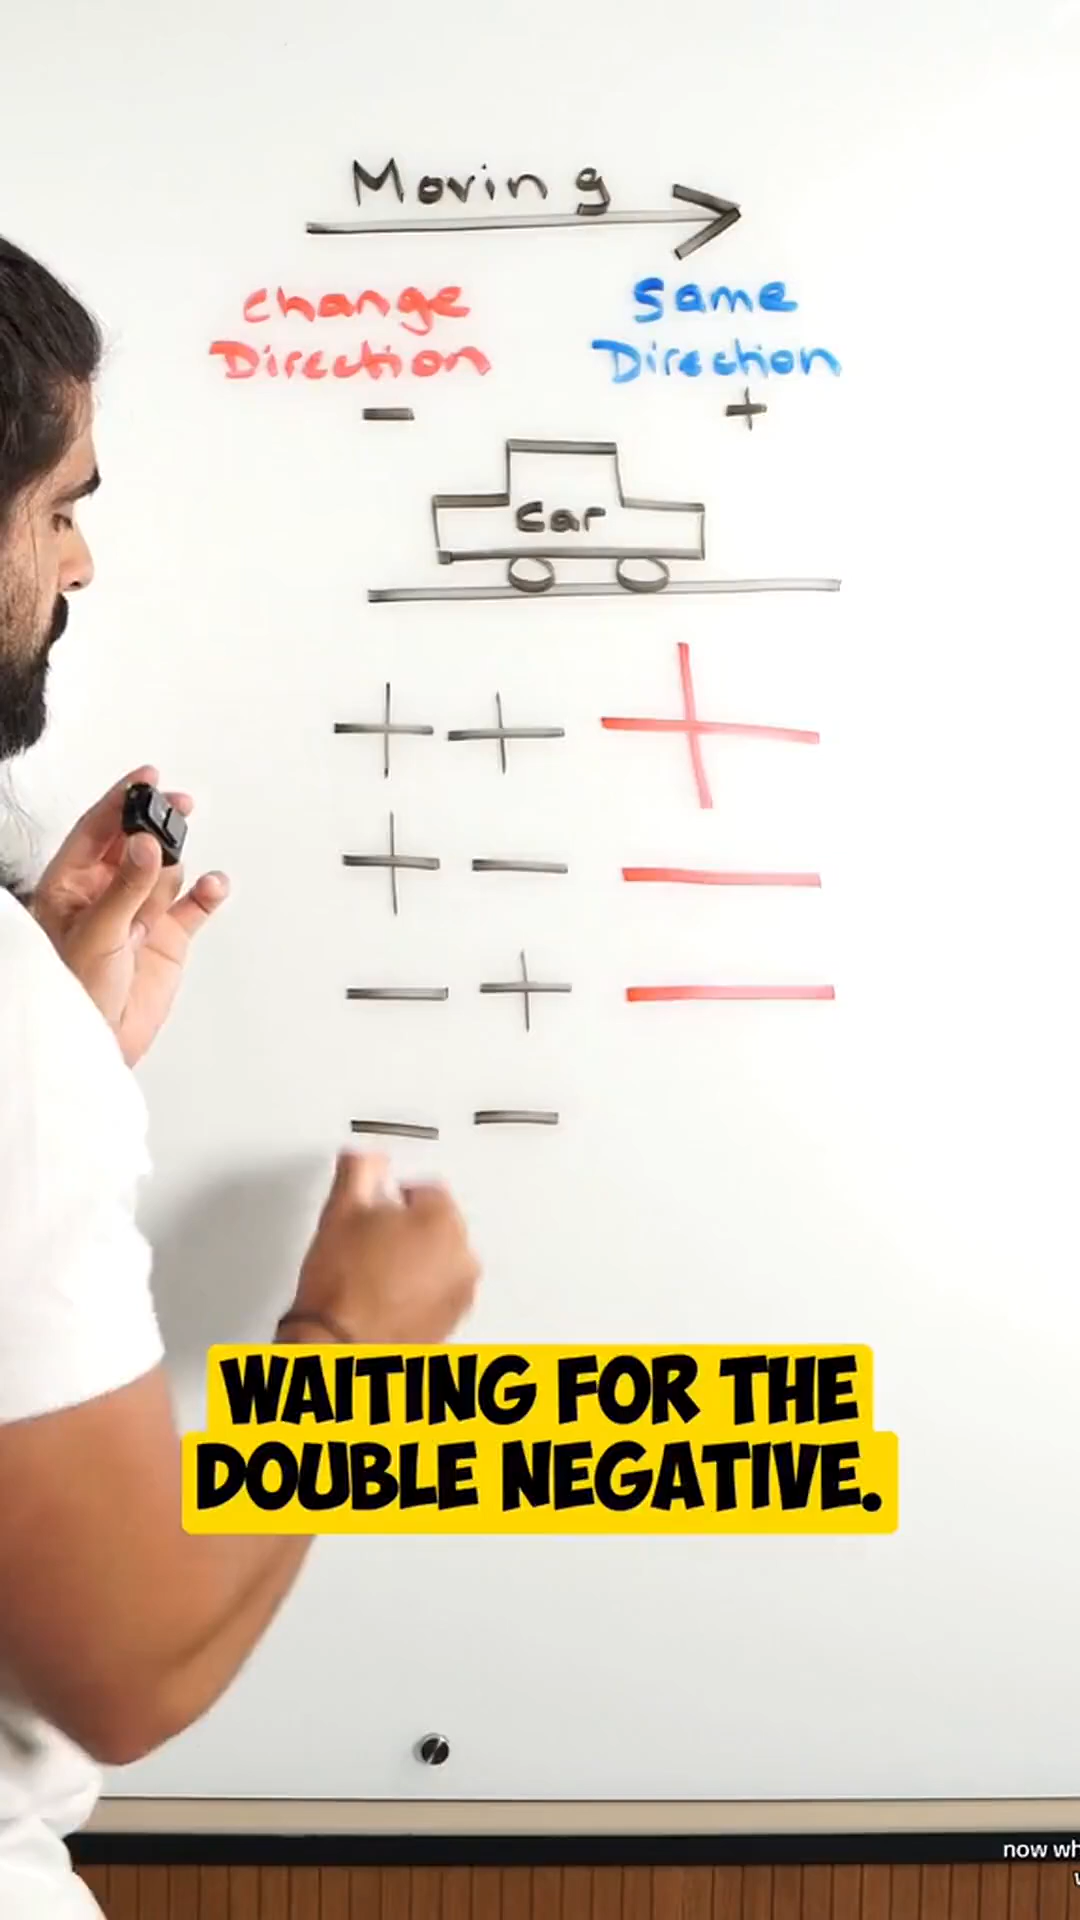 Moving
Change
Direction
Same
Direction
-
+
Car
+ + +
+ - -
- + -
- -
WAITING FOR THE
DOUBLE NEGATIVE.
now wh